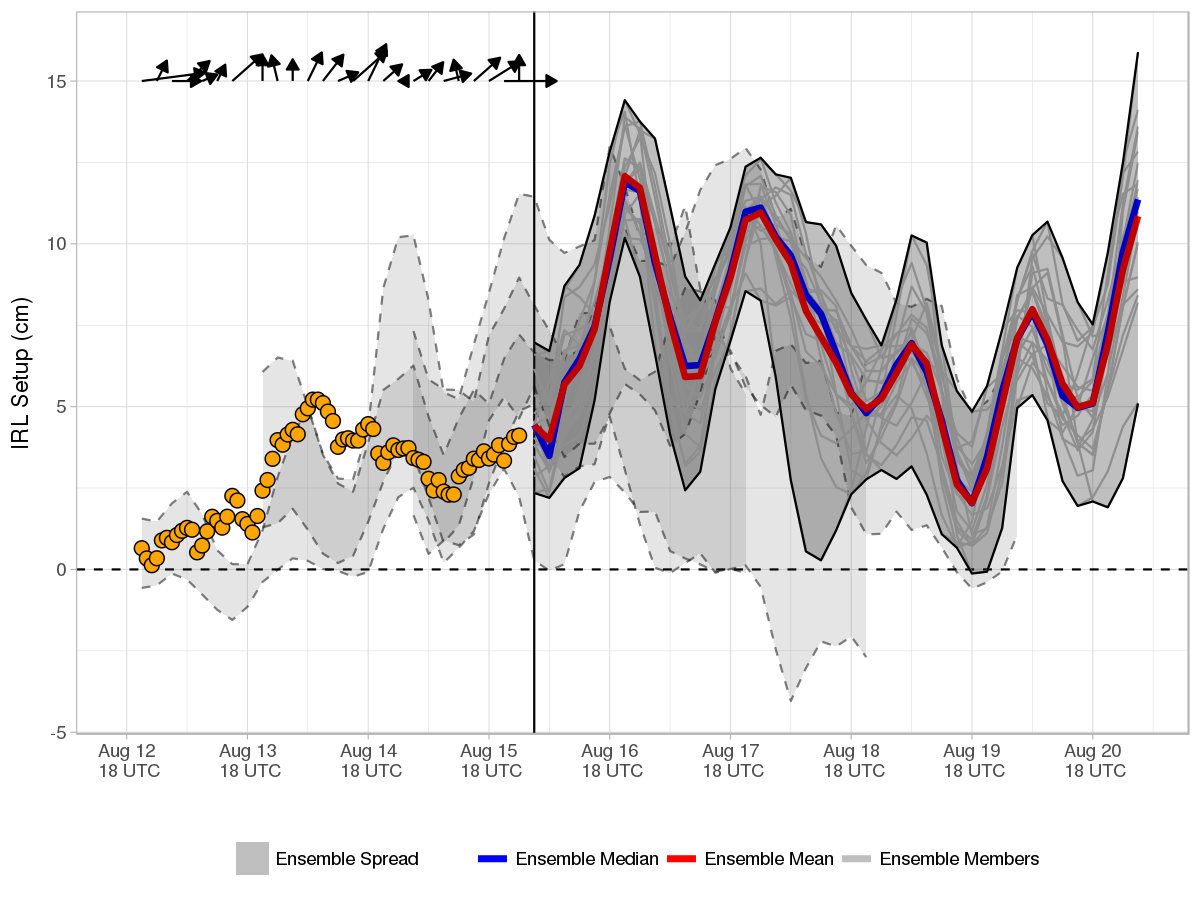 15
10
5
0
-5
IRL Setup (cm)
Aug 12 Aug 13 Aug 14 Aug 15 Aug 16 Aug 17 Aug 18 Aug 19 Aug 20
18 UTC 18 UTC 18 UTC 18 UTC 18 UTC 18 UTC 18 UTC 18 UTC 18 UTC
Ensemble Spread Ensemble Median Ensemble Mean Ensemble Members